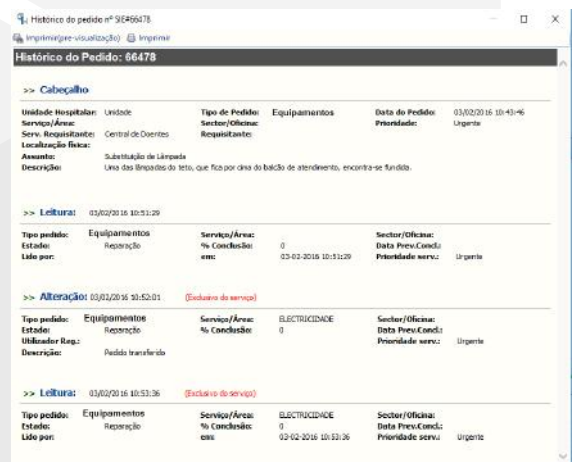 Histórico do pedido nº SIE#66478
Imprimir(pre-visualização) Imprimir
Histórico do Pedido: 66478
>> Cabeçalho
Unidade Hospitalar: Unidade Tipo de Pedido: Equipamentos Data do Pedido: 03/02/2016 10:43:46
Serviço/Área: Sector/Oficina: Prioridade: Urgente
Serv. Requisitante: Central de Doentes Requisitante:
Localização física:
Assunto: Substituição de Lâmpada
Descrição: Uma das lâmpadas do teto, que fica por cima do balcão de atendimento, encontra-se fundida.
>> Leitura: 03/02/2016 10:51:29
Tipo pedido: Equipamentos Serviço/Área: Sector/Oficina:
Estado: Reparação % Conclusão: 0 Data Prev.Concl.:
Lido por: em: 03-02-2016 10:51:29 Prioridade serv.: Urgente
>> Alteração: 03/02/2016 10:52:01 (Exclusivo do serviço)
Tipo pedido: Equipamentos Serviço/Área: ELECTRICIDADE Sector/Oficina:
Estado: Reparação % Conclusão: 0 Data Prev.Concl.:
Utilizador Reg.: Prioridade serv.: Urgente
Descrição: Pedido transferido
>> Leitura: 03/02/2016 10:53:36 (Exclusivo do serviço)
Tipo pedido: Equipamentos Serviço/Área: ELECTRICIDADE Sector/Oficina:
Estado: Reparação % Conclusão: 0 Data Prev.Concl.:
Lido por: em: 03-02-2016 10:53:36 Prioridade serv.: Urgente